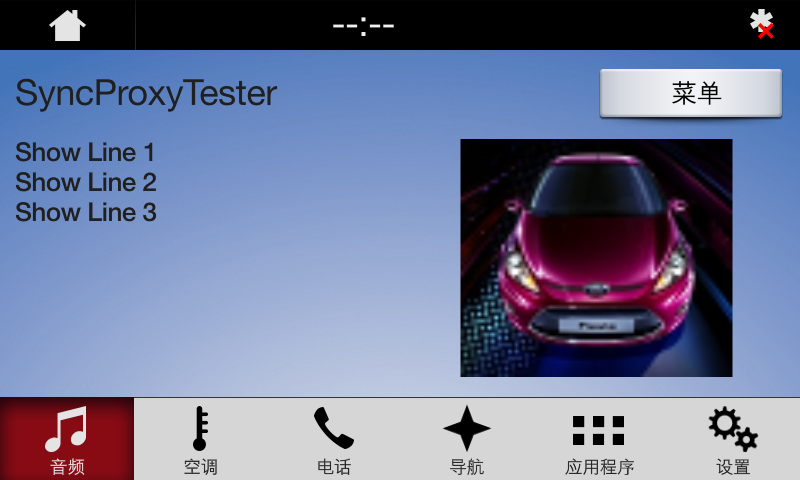 --:--
SyncProxyTester
菜单
Show Line 1
Show Line 2
Show Line 3
Fiesta
音频
空调
电话
导航
应用程序
设置